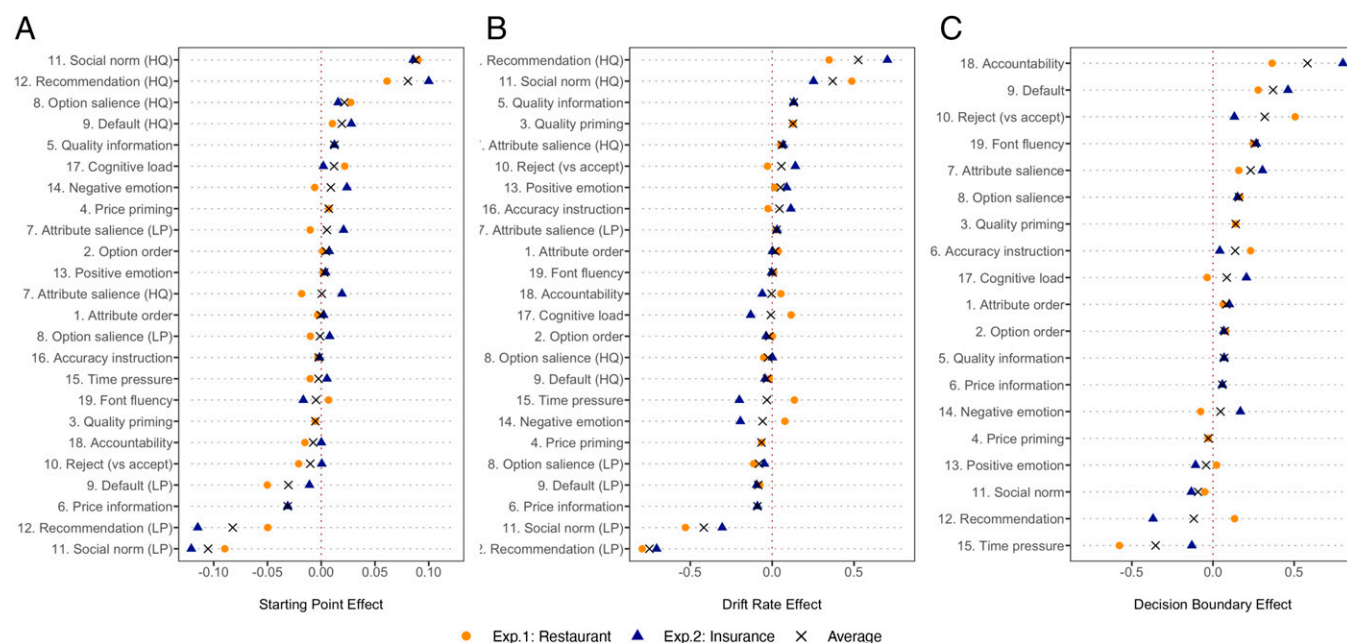 A
11. Social norm (HQ)
12. Recommendation (HQ)
8. Option salience (HQ)
9. Default (HQ)
5. Quality information
17. Cognitive load
14. Negative emotion
4. Price priming
7. Attribute salience (LP)
2. Option order
13. Positive emotion
7. Attribute salience (HQ)
1. Attribute order
8. Option salience (LP)
16. Accuracy instruction
15. Time pressure
19. Font fluency
3. Quality priming
18. Accountability
10. Reject (vs accept)
9. Default (LP)
6. Price information
12. Recommendation (LP)
11. Social norm (LP)
-0.10 -0.05 0.00 0.05 0.10
Starting Point Effect
B
. Recommendation (HQ)
11. Social norm (HQ)
5. Quality information
3. Quality priming
. Attribute salience (HQ)
10. Reject (vs accept)
13. Positive emotion
16. Accuracy instruction
7. Attribute salience (LP)
1. Attribute order
19. Font fluency
18. Accountability
17. Cognitive load
2. Option order
8. Option salience (HQ)
9. Default (HQ)
15. Time pressure
14. Negative emotion
4. Price priming
8. Option salience (LP)
9. Default (LP)
6. Price information
11. Social norm (LP)
2. Recommendation (LP)
-0.5 0.0 0.5
Drift Rate Effect
C
18. Accountability
9. Default
10. Reject (vs accept)
19. Font fluency
7. Attribute salience
8. Option salience
3. Quality priming
6. Accuracy instruction
17. Cognitive load
1. Attribute order
2. Option order
5. Quality information
6. Price information
14. Negative emotion
4. Price priming
13. Positive emotion
11. Social norm
12. Recommendation
15. Time pressure
-0.5 0.0 0.5
Decision Boundary Effect
Exp.1: Restaurant Exp.2: Insurance Average